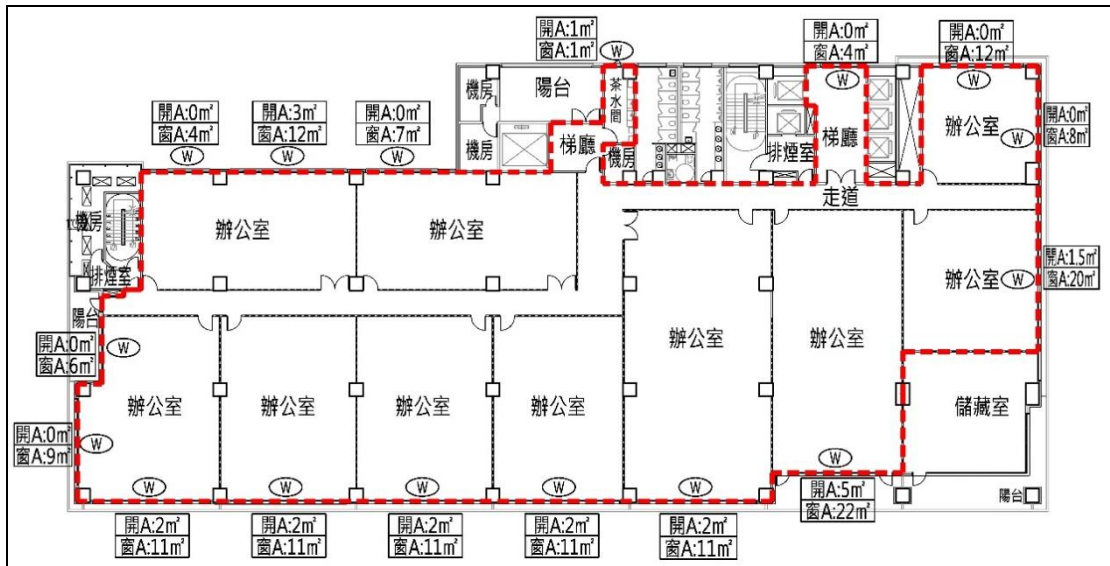 開A:1㎡
窗A:1㎡
開A:0㎡
窗A:4㎡
開A:0㎡
窗A:12㎡
W
W
W
機房
陽台
茶水間
開A:0㎡
窗A:4㎡
開A:3㎡
窗A:12㎡
開A:0㎡
窗A:7㎡
辦公室
W
開A:0㎡
窗A:8㎡
機房
梯廳
機房
排煙室
梯廳
W
W
W
走道
機房
辦公室
辦公室
排煙室
辦公室
W
開A:1.5㎡
窗A:20㎡
陽台
開A:0㎡
窗A:6㎡
W
辦公室
辦公室
辦公室
辦公室
辦公室
辦公室
儲藏室
開A:0㎡
窗A:9㎡
W
W
W
W
W
W
W
陽台
開A:5㎡
窗A:22㎡
開A:2㎡
窗A:11㎡
開A:2㎡
窗A:11㎡
開A:2㎡
窗A:11㎡
開A:2㎡
窗A:11㎡
開A:2㎡
窗A:11㎡